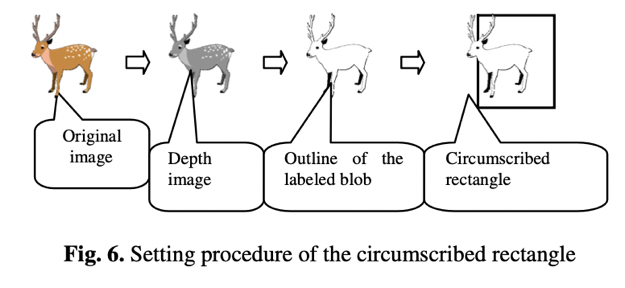 Original
image
Depth
image
Outline of the
labeled blob
Circumscribed
rectangle
Fig. 6. Setting procedure of the circumscribed rectangle